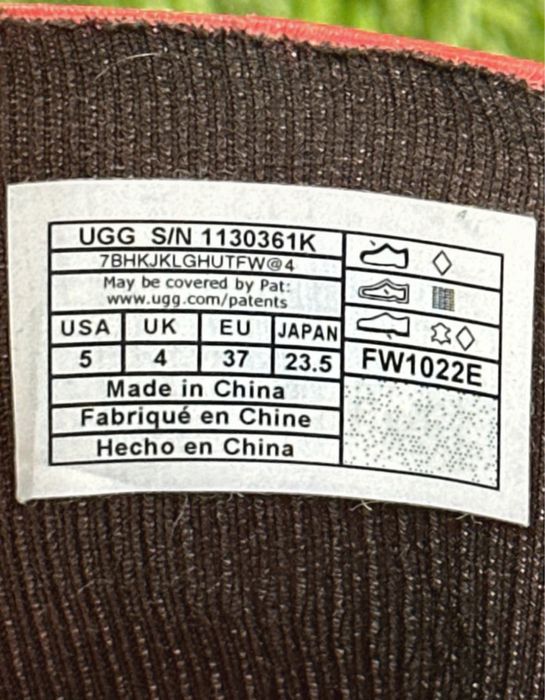 UGG S/N 1130361K
7BHKJKLGHUTFW@4
May be covered by Pat:
www.ugg.com/patents
USA UK EU JAPAN
5 4 37 23.5
Made in China
Fabriqué en Chine
Hecho en China
FW1022E